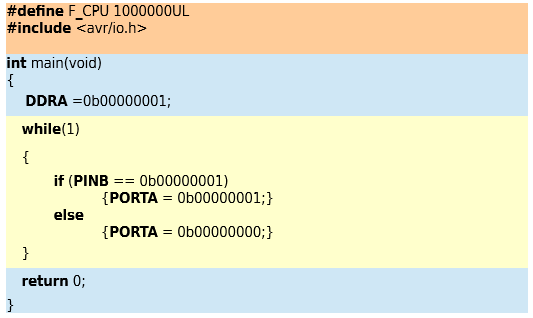 #define F_CPU 1000000UL
#include <avr/io.h>
int main(void)
{
DDRA =0b00000001;
while(1)
{
if (PINB == 0b00000001)
{PORTA = 0b00000001;}
else
{PORTA = 0b00000000;}
}
return 0;
}